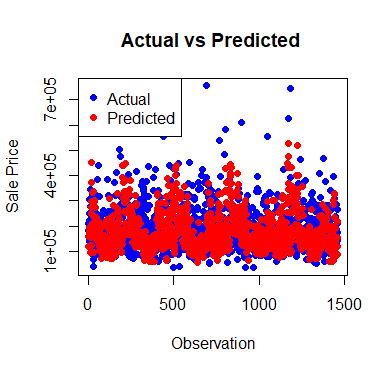 Actual vs Predicted
Actual
Predicted
Sale Price
7e+05
4e+05
1e+05
0
500
1000
1500
Observation